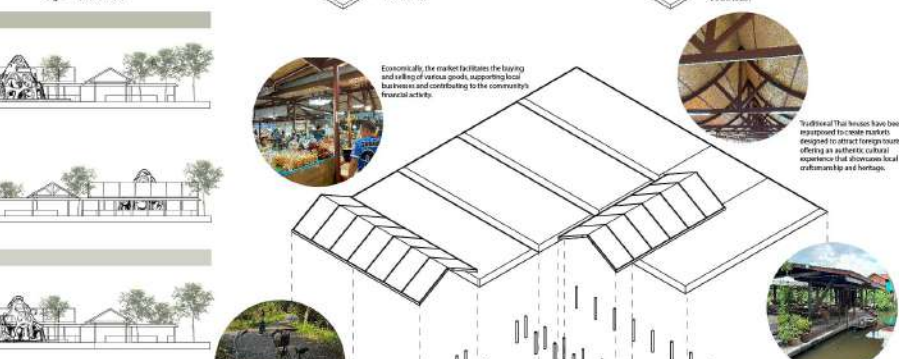 Economically, the market facilitates the buying
and selling of various goods, supporting local
businesses and contributing to the community's
financial activity.
Traditional Thai houses have been
repurposed to create markets
designed to attract foreign tourists
offering an authentic cultural
experience that showcases local
craftsmanship and heritage.